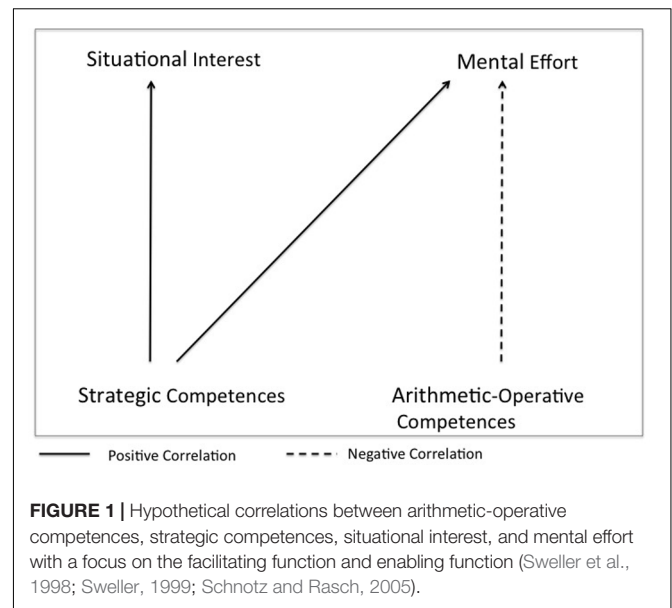 Situational Interest
Mental Effort
Strategic Competences
Arithmetic-Operative
Competences
Positive Correlation
Negative Correlation
FIGURE 1 | Hypothetical correlations between arithmetic-operative
competences, strategic competences, situational interest, and mental effort
with a focus on the facilitating function and enabling function (Sweller et al.,
1998; Sweller, 1999; Schnotz and Rasch, 2005).